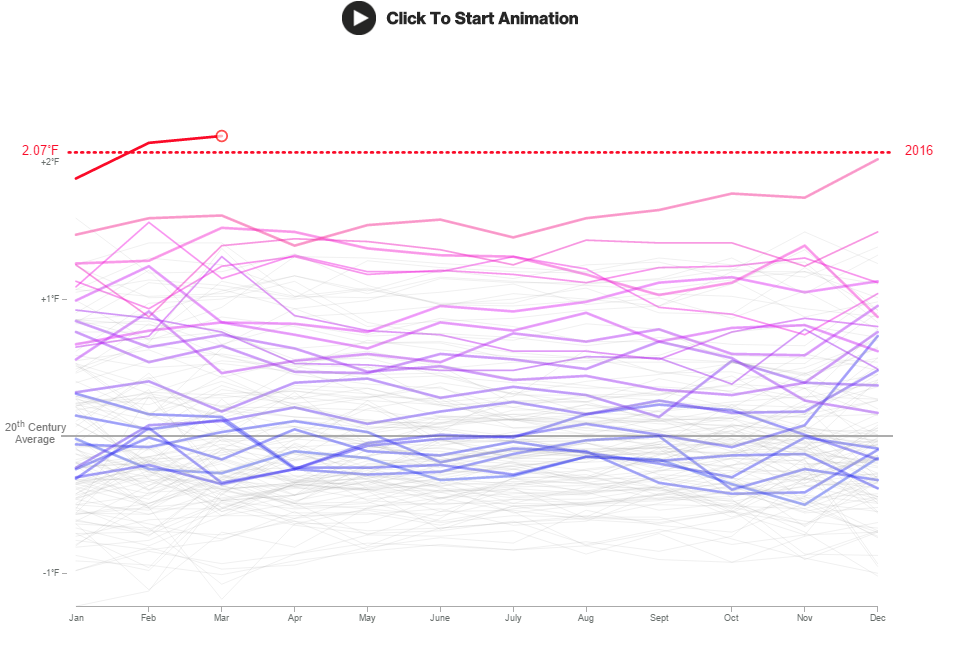 Click To Start Animation
2.07°F
2016
+2°F
+1°F
20th Century
Average
-1°F
Jan Feb Mar Apr May June July Aug Sept Oct Nov Dec